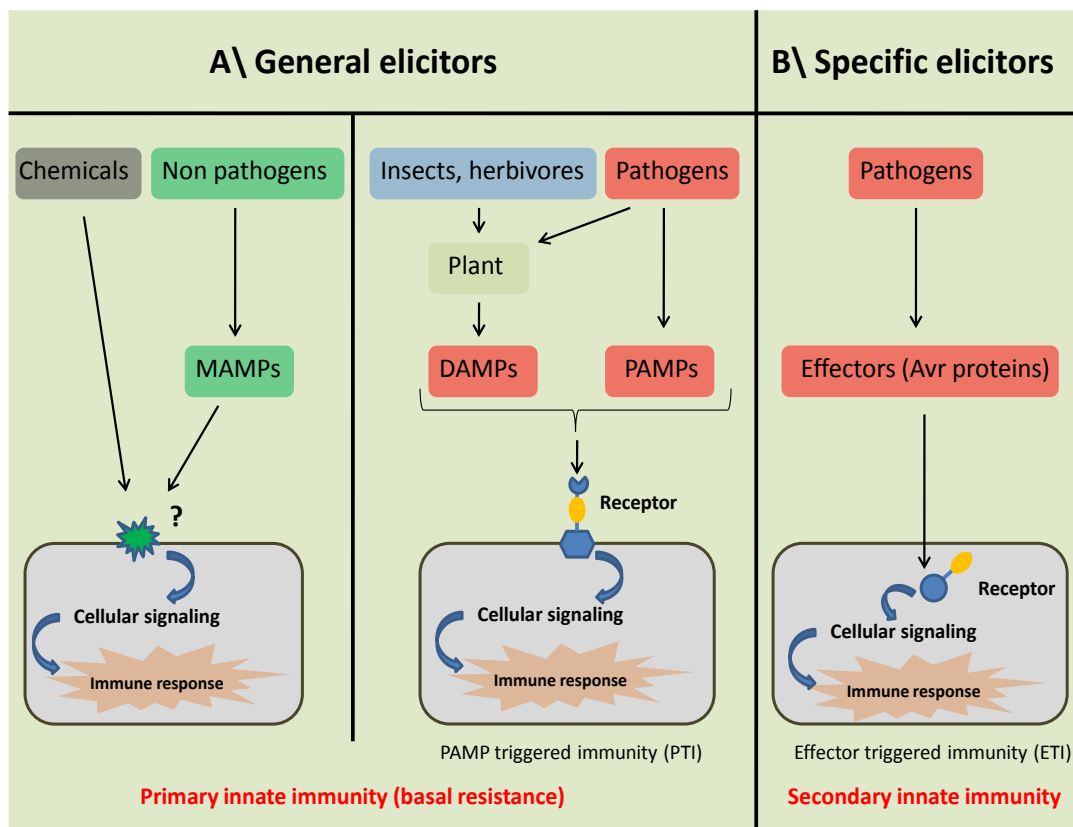 A\ General elicitors
B\ Specific elicitors
Chemicals
Non pathogens
Insects, herbivores
Pathogens
Pathogens
Plant
MAMPs
DAMPs
PAMPs
Effectors (Avr proteins)
?
Receptor
Receptor
Cellular signaling
Cellular signaling
Cellular signaling
Immune response
Immune response
Immune response
PAMP triggered immunity (PTI)
Effector triggered immunity (ETI)
Primary innate immunity (basal resistance)
Secondary innate immunity